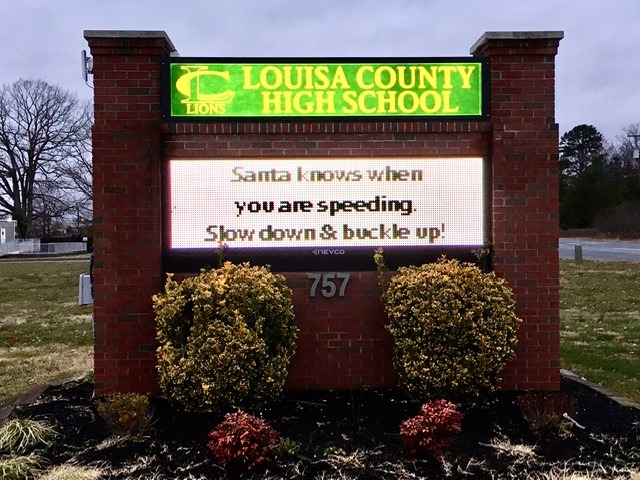 LC
LIONS
LOUISA COUNTY
HIGH SCHOOL
Santa knows when
you are speeding.
Slow down & buckle up!
NEVCO
757